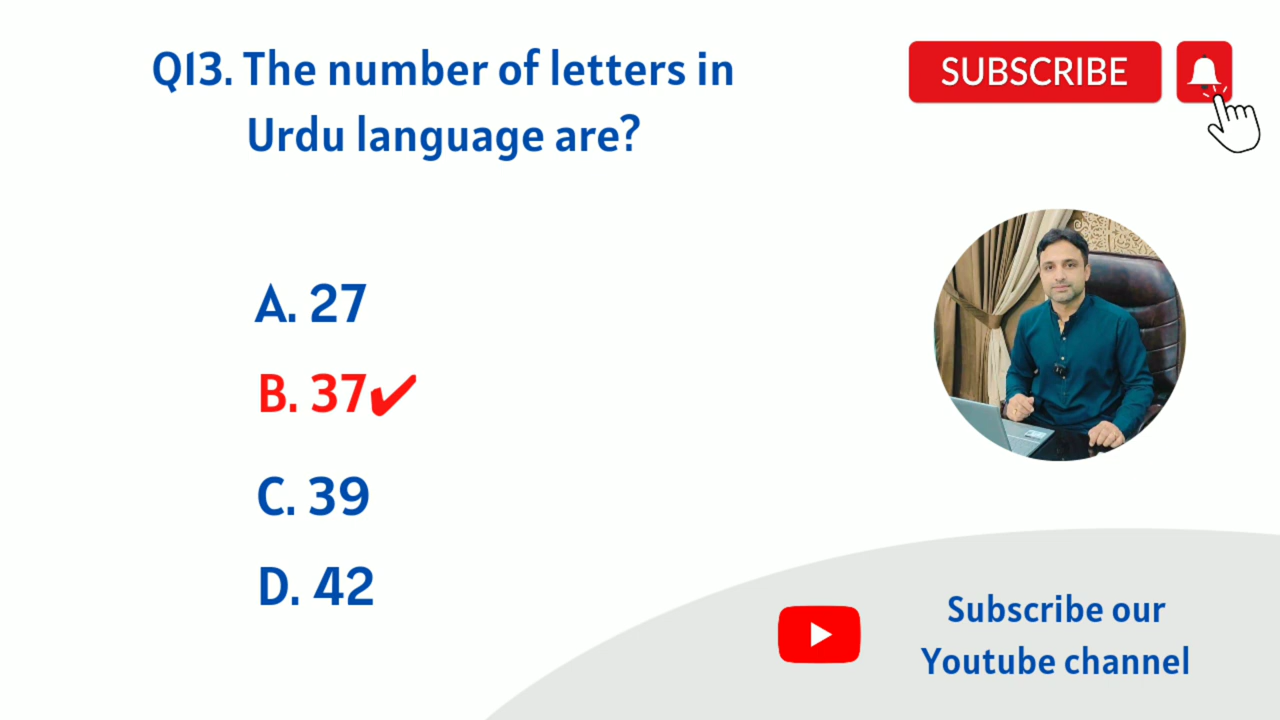 Q13. The number of letters in
Urdu language are?
SUBSCRIBE
A. 27
B. 37✔
C. 39
D. 42
Subscribe our
Youtube channel